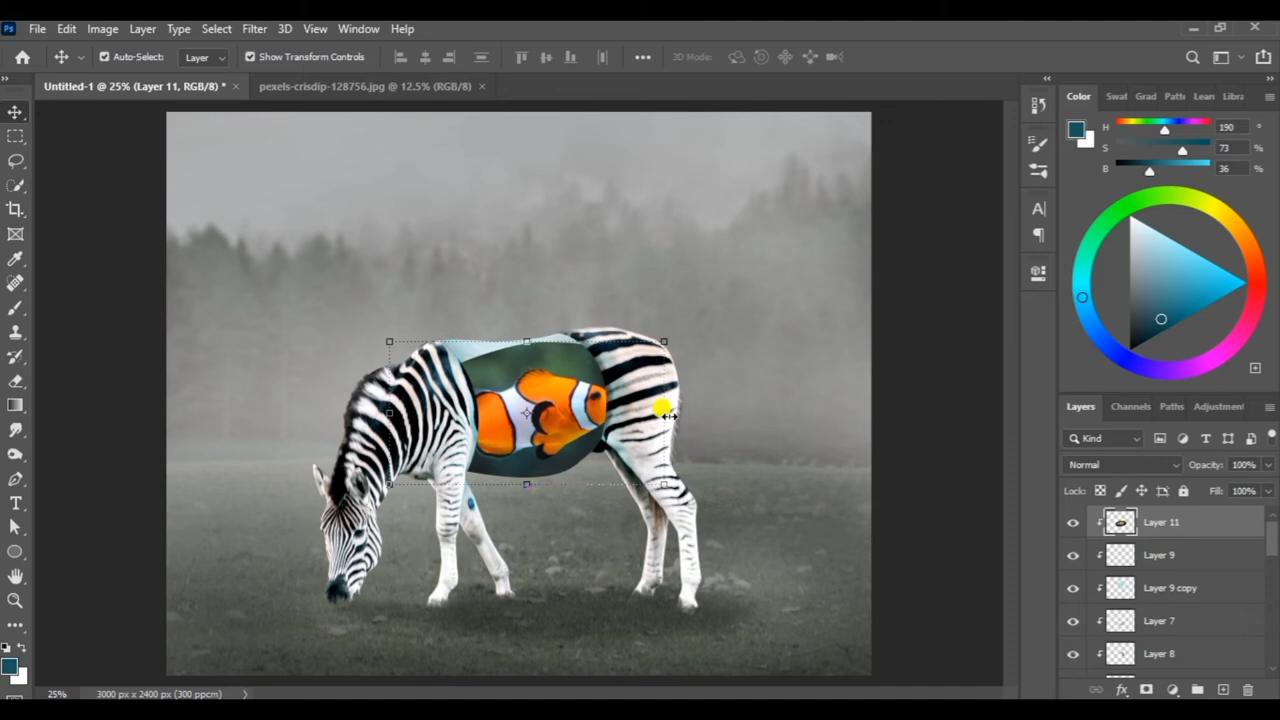 Ps File Edit Image Layer Type Select Filter 3D View Window Help
Auto-Select: Layer Show Transform Controls 3D Mode:
Untitled-1 @ 25% (Layer 11, RGB/8) * × pexels-crisdip-128756.jpg @ 12.5% (RGB/8) ×
Color Swat Grad Patt Lean Libra
H 190 °
S 73 %
B 36 %
Layers Channels Paths Adjustment
Kind
Normal Opacity: 100%
Lock: Fill: 100%
Layer 11
Layer 9
Layer 9 copy
Layer 7
Layer 8
25% 3000 px x 2400 px (300 ppcm)